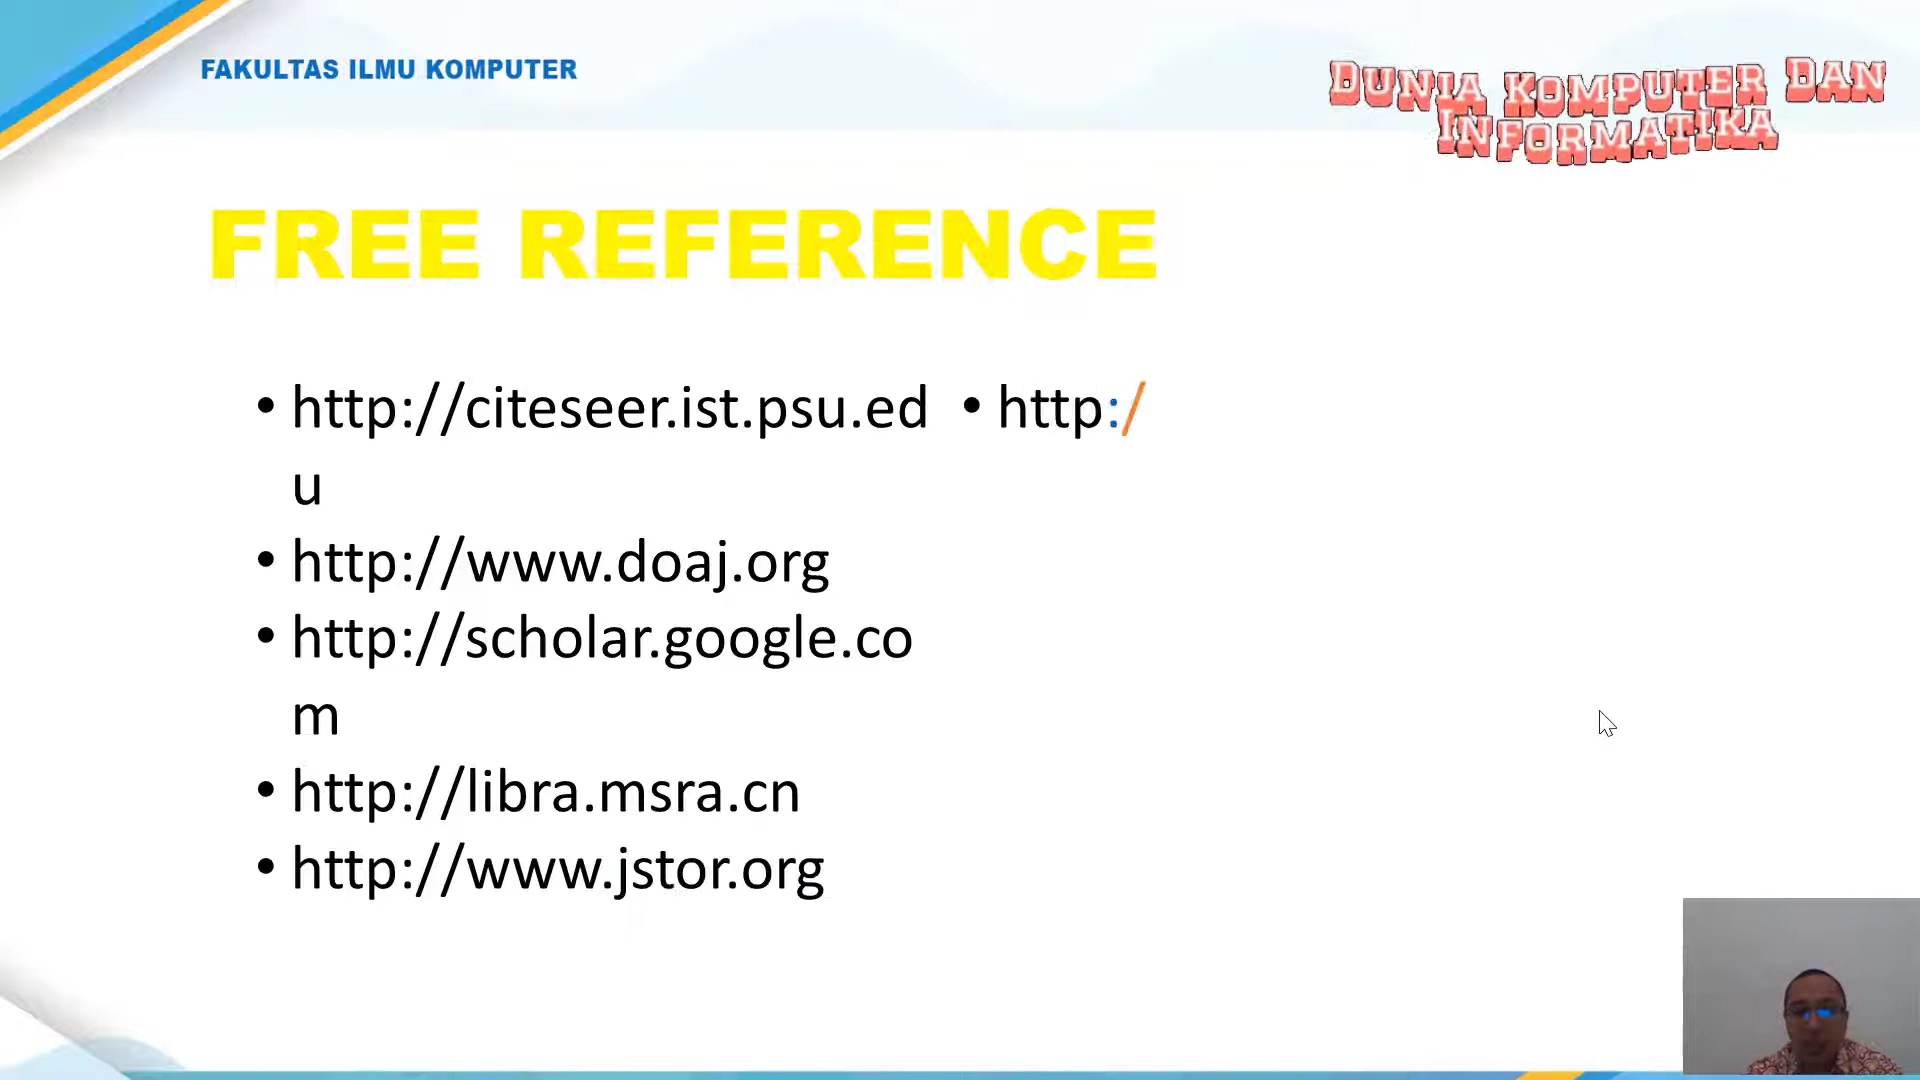 FAKULTAS ILMU KOMPUTER
DUNIA KOMPUTER DAN
INFORMATIKA
FREE REFERENCE
• http://citeseer.ist.psu.ed
u
• http://www.doaj.org
• http://scholar.google.co
m
• http://libra.msra.cn
• http://www.jstor.org
• http:/